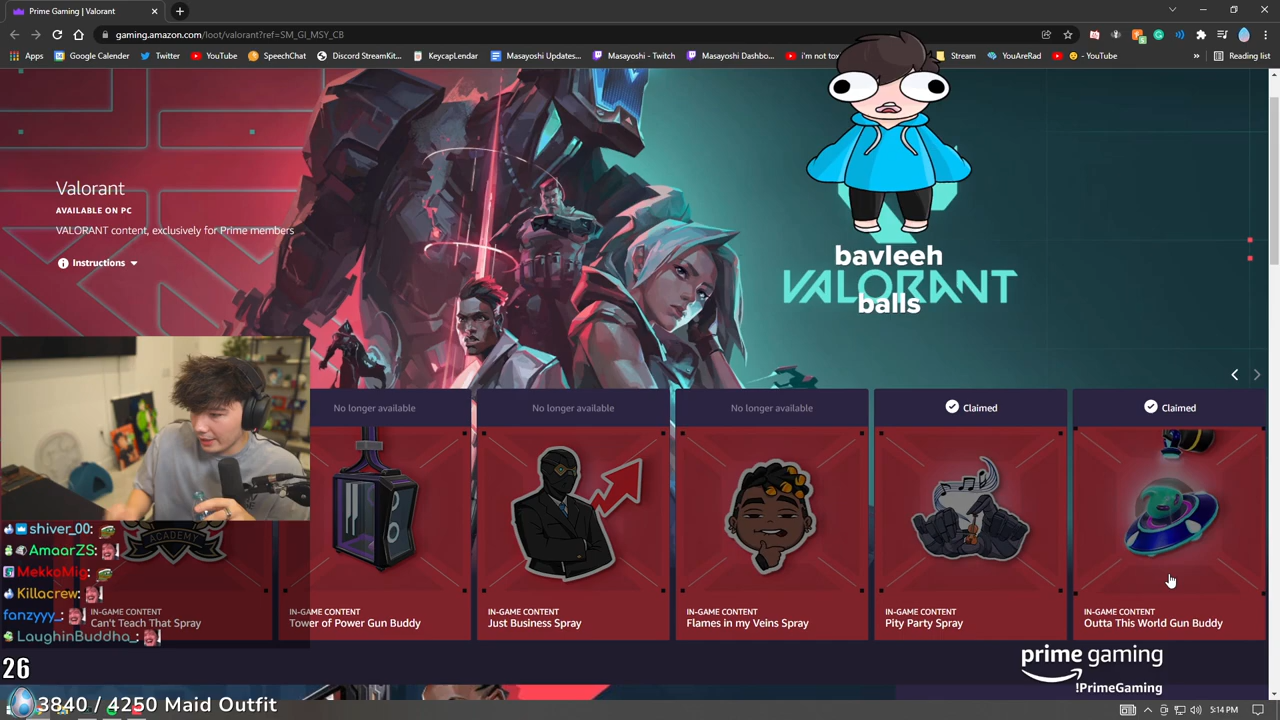 Prime Gaming | Valorant
gaming.amazon.com/loot/valorant?ref=SM_GI_MSY_CB
Apps
Google Calendar
Twitter
YouTube
SpeechChat
Discord StreamKit...
KeycapLendar
Masayoshi Updates...
Masayoshi - Twitch
Masayoshi Dashbo...
i'm not to
Stream
YouAreRad
- YouTube
Reading list
Valorant
AVAILABLE ON PC
VALORANT content, exclusively for Prime members
Instructions
bavleeh
VALORANT
balls
No longer available
No longer available
No longer available
Claimed
Claimed
ACADEMY
IN-GAME CONTENT
Can't Teach That Spray
IN-GAME CONTENT
Tower of Power Gun Buddy
IN-GAME CONTENT
Just Business Spray
IN-GAME CONTENT
Flames in my Veins Spray
IN-GAME CONTENT
Pity Party Spray
IN-GAME CONTENT
Outta This World Gun Buddy
shiver_00:
AmaarZS:
MekkoMig:
Killacrew:
fanzyyy_:
LaughinBuddha_:
26
3840 / 4250 Maid Outfit
prime gaming
!PrimeGaming
5:14 PM